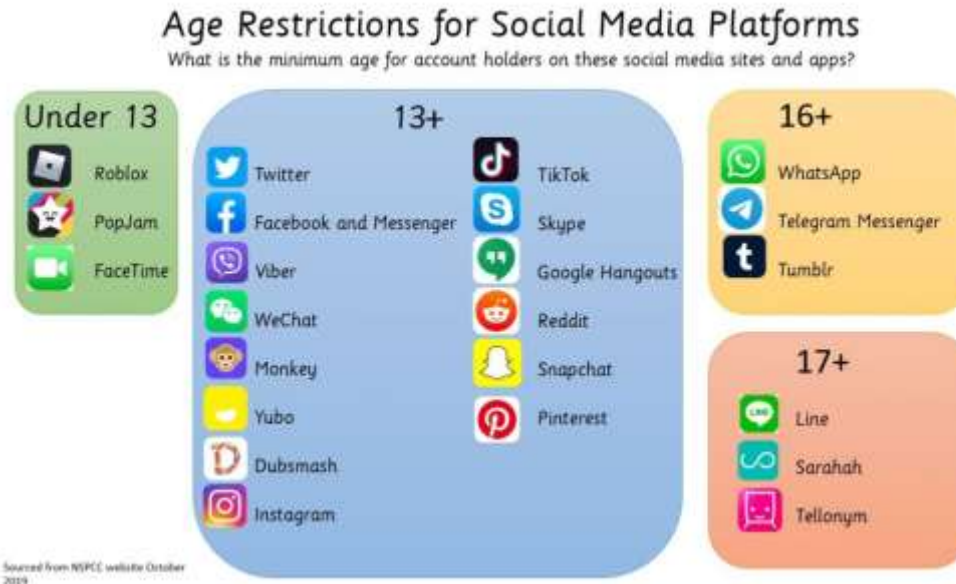 Age Restrictions for Social Media Platforms
What is the minimum age for account holders on these social media sites and apps?
Under 13
Roblox
PopJam
FaceTime
13+
Twitter
Facebook and Messenger
Viber
WeChat
Monkey
Yubo
Dubsmash
Instagram
TikTok
Skype
Google Hangouts
Reddit
Snapchat
Pinterest
16+
WhatsApp
Telegram Messenger
Tumblr
17+
LINE
Line
Sarahah
Tellonym
Sourced from NSPCC website October
2019